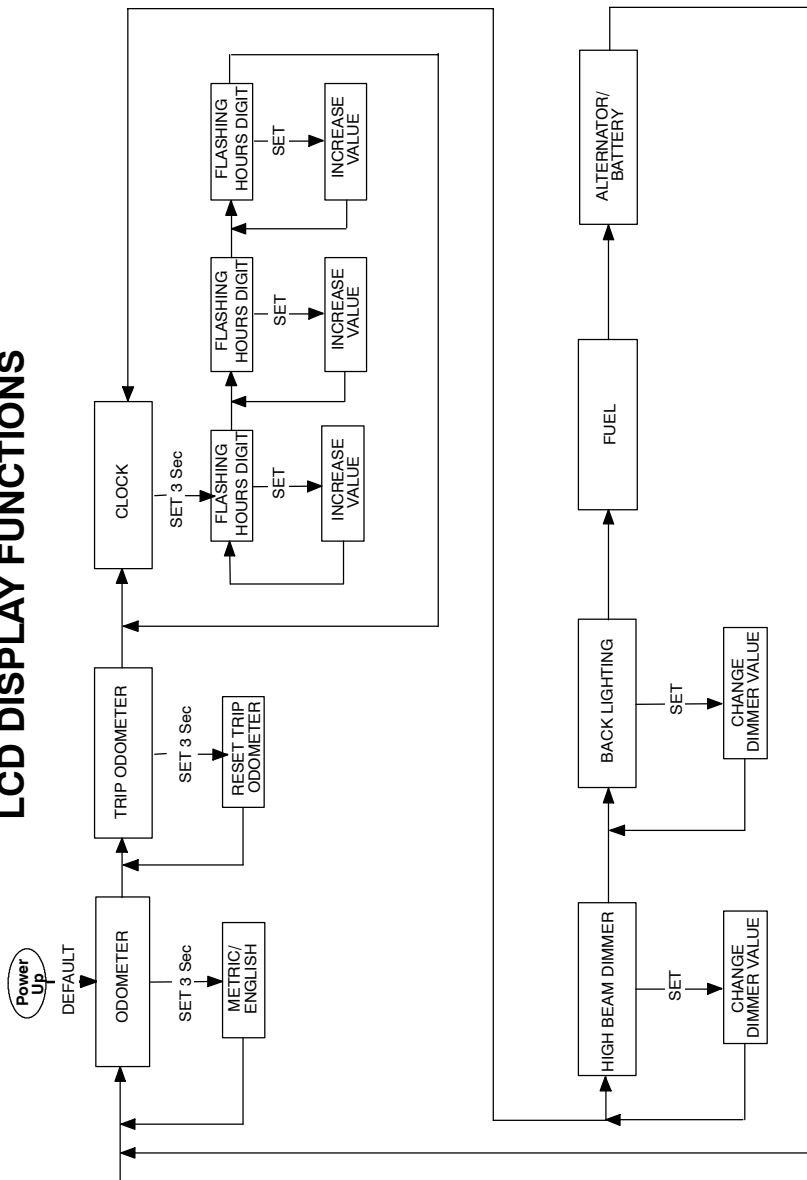 LCD DISPLAY FUNCTIONS
Power
Up
DEFAULT
ODOMETER
SET 3 Sec
METRIC/
ENGLISH
TRIP ODOMETER
SET 3 Sec
RESET TRIP
ODOMETER
CLOCK
SET 3 Sec
FLASHING
HOURS DIGIT
SET
INCREASE
VALUE
FLASHING
HOURS DIGIT
SET
INCREASE
VALUE
FLASHING
HOURS DIGIT
SET
INCREASE
VALUE
HIGH BEAM DIMMER
SET
CHANGE
DIMMER VALUE
BACK LIGHTING
SET
CHANGE
DIMMER VALUE
FUEL
ALTERNATOR/
BATTERY